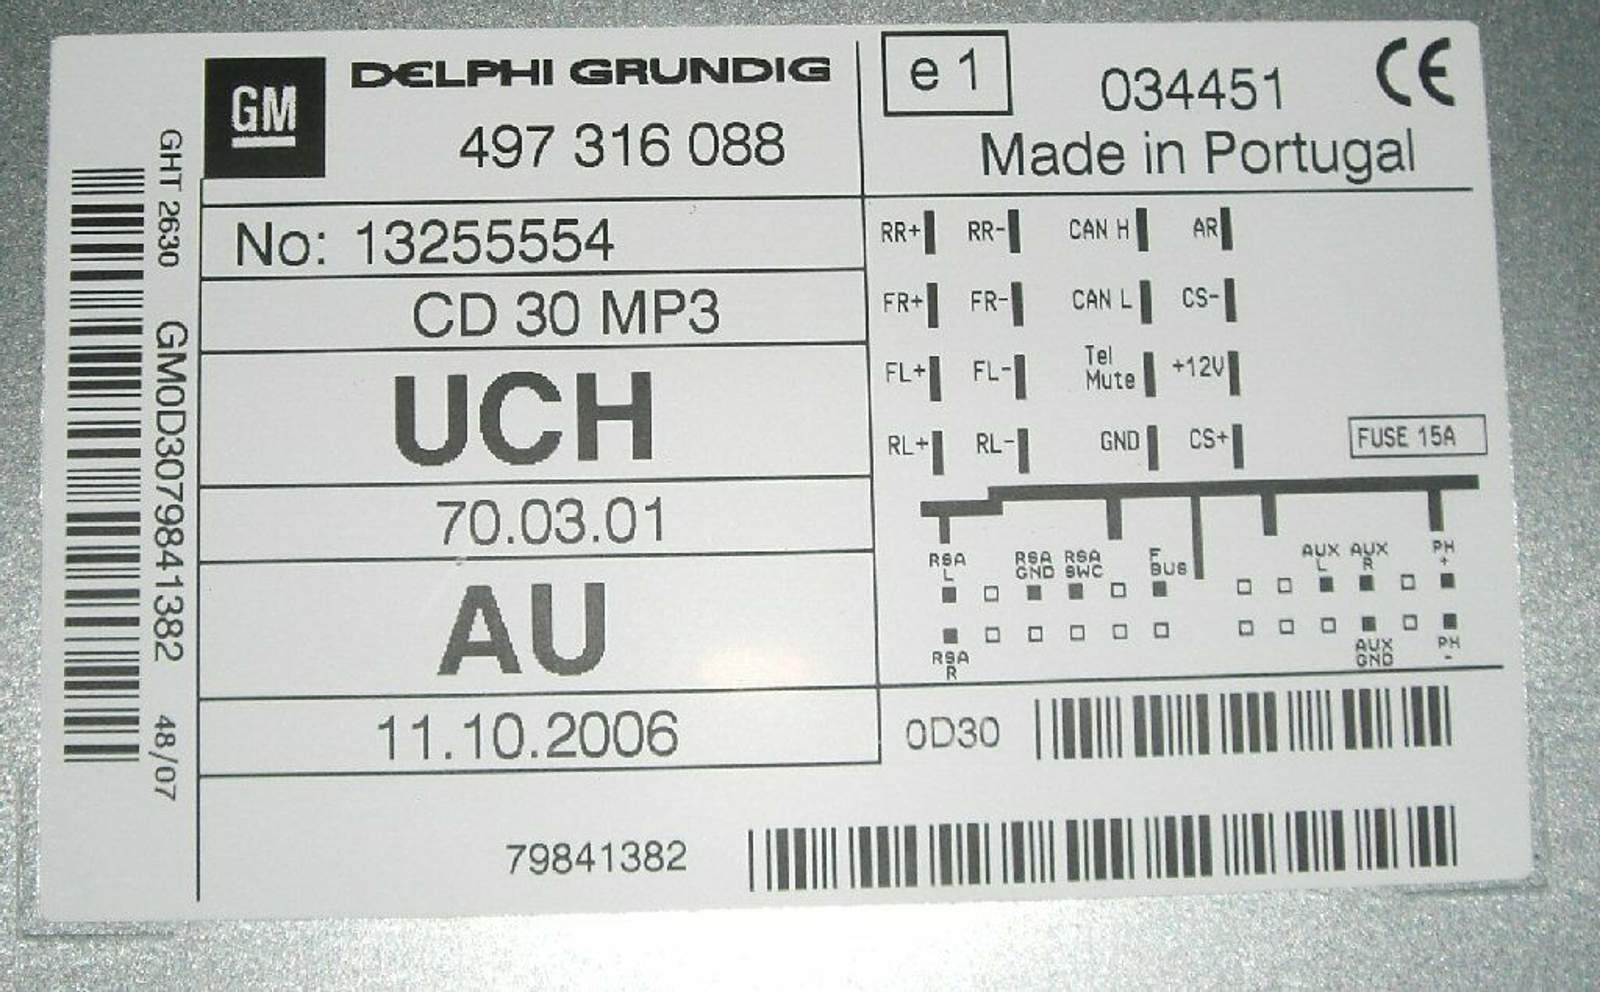 GM
DELPHI GRUNDIG
497 316 088
e 1
034451
CE
Made in Portugal
GHT 2630 GM0D3079841382 48/07
No: 13255554
CD 30 MP3
UCH
70.03.01
AU
11.10.2006
RR+ RR- CAN H AR
FR+ FR- CAN L CS-
FL+ FL- Tel Mute +12V
RL+ RL- GND CS+
FUSE 15A
RSA L
RSA GND
RSA SWC
F BUS
AUX L
AUX R
PH +
RSA R
AUX GND
PH -
0D30
79841382